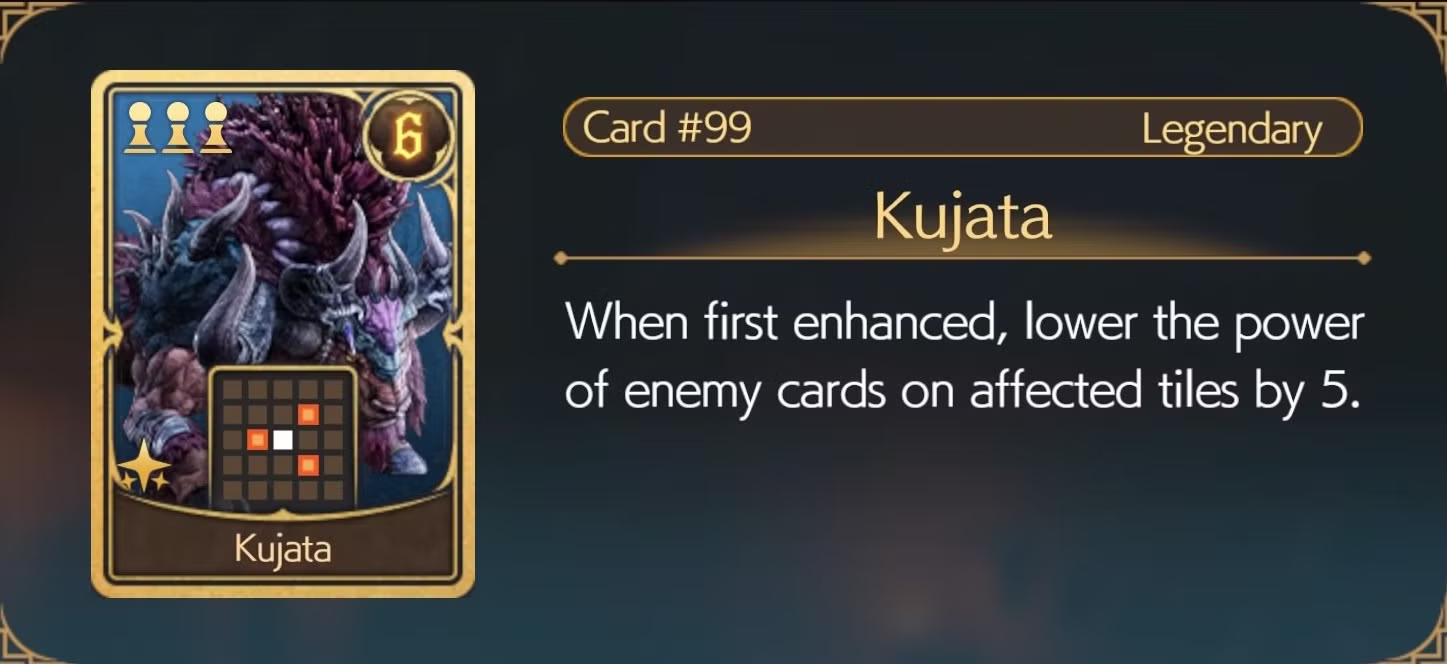 6
Kujata
Card #99 Legendary
Kujata
When first enhanced, lower the power
of enemy cards on affected tiles by 5.